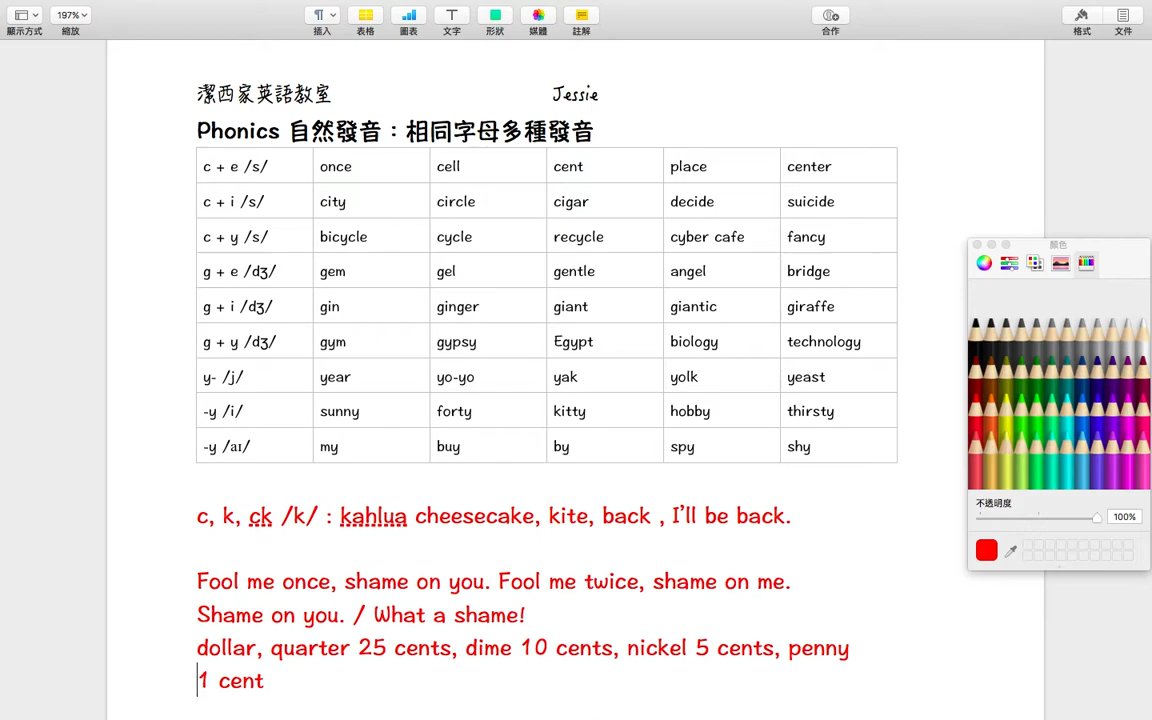 197%
顯示方式
縮放
插入
表格
圖表
文字
形狀
媒體
註解
合作
格式
文件
潔西家英語教室 Jessie
Phonics 自然發音：相同字母多種發音
c + e /s/ once cell cent place center
c + i /s/ city circle cigar decide suicide
c + y /s/ bicycle cycle recycle cyber cafe fancy
g + e /dʒ/ gem gel gentle angel bridge
g + i /dʒ/ gin ginger giant giantic giraffe
g + y /dʒ/ gym gypsy Egypt biology technology
y- /j/ year yo-yo yak yolk yeast
-y /i/ sunny forty kitty hobby thirsty
-y /aɪ/ my buy by spy shy
c, k, ck /k/ : kahlua cheesecake, kite, back , I'll be back.
Fool me once, shame on you. Fool me twice, shame on me.
Shame on you. / What a shame!
dollar, quarter 25 cents, dime 10 cents, nickel 5 cents, penny
1 cent
顏色
不透明度
100%